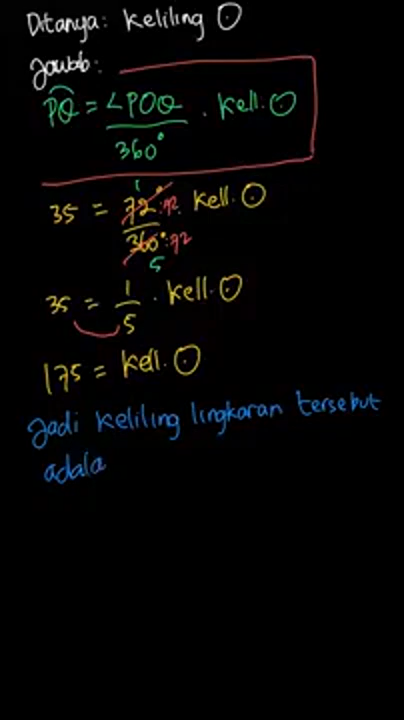 Ditanya: Keliling ⊙
Jawab:
PQ = ∠POQ/360° . Kell. ⊙
35 = 72°:72/360°:72 . Kell. ⊙
1
5
35 = 1/5 . Kell. ⊙
175 = Kell. ⊙
Jadi Keliling lingkaran tersebut
adala